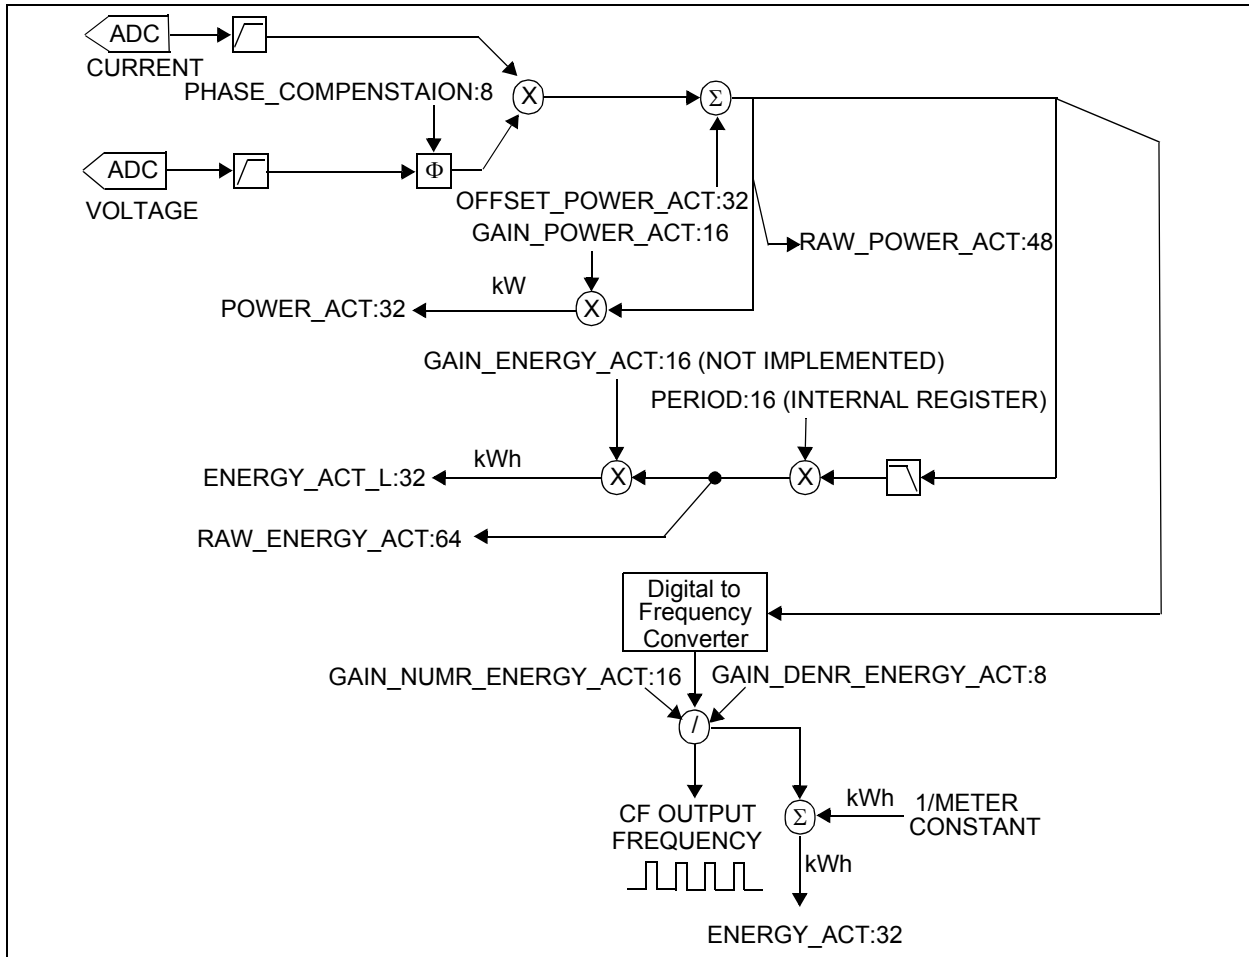 ADC
CURRENT
PHASE_COMPENSTAION:8
X
Σ
ADC
Φ
VOLTAGE
OFFSET_POWER_ACT:32
GAIN_POWER_ACT:16
RAW_POWER_ACT:48
kW
POWER_ACT:32
X
GAIN_ENERGY_ACT:16 (NOT IMPLEMENTED)
PERIOD:16 (INTERNAL REGISTER)
kWh
ENERGY_ACT_L:32
X
X
RAW_ENERGY_ACT:64
Digital to
Frequency
Converter
GAIN_NUMR_ENERGY_ACT:16
GAIN_DENR_ENERGY_ACT:8
/
CF OUTPUT
FREQUENCY
Σ
kWh
1/METER
CONSTANT
kWh
ENERGY_ACT:32